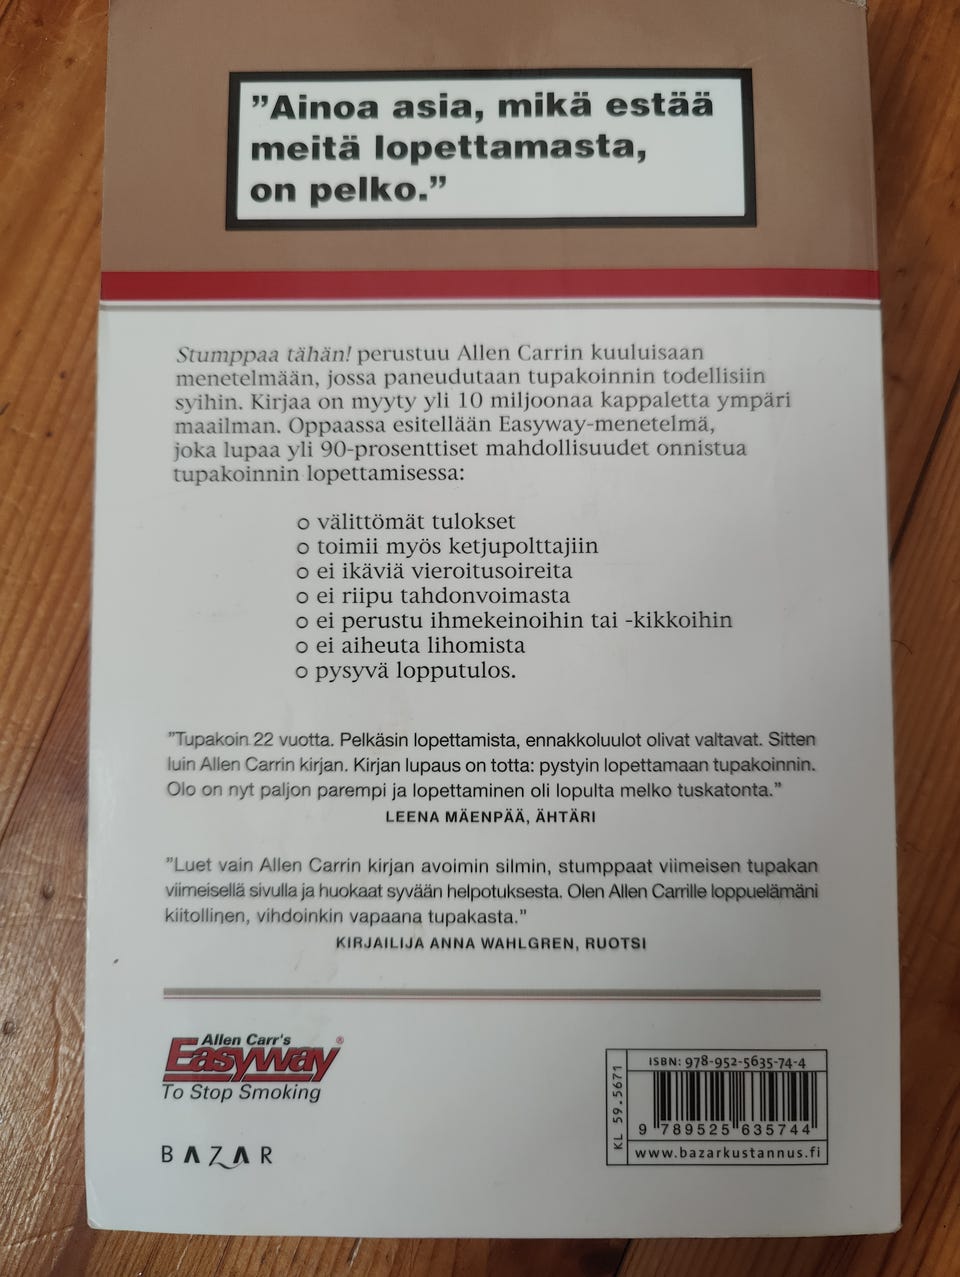 "Ainoa asia, mikä estää
meitä lopettamasta,
on pelko."
Stumppaa tähän! perustuu Allen Carrin kuuluisaan
menetelmään, jossa paneudutaan tupakoinnin todellisiin
syihin. Kirjaa on myyty yli 10 miljoonaa kappaletta ympäri
maailman. Oppaassa esitellään Easyway-menetelmä,
joka lupaa yli 90-prosenttiset mahdollisuudet onnistua
tupakoinnin lopettamisessa:
o välittömät tulokset
o toimii myös ketjupolttajiin
o ei ikäviä vieroitusoireita
o ei riipu tahdonvoimasta
o ei perustu ihmekeinoihin tai -kikkoihin
o ei aiheuta lihomista
o pysyvä lopputulos.
"Tupakoin 22 vuotta. Pelkäsin lopettamista, ennakkoluulot olivat valtavat. Sitten
luin Allen Carrin kirjan. Kirjan lupaus on totta: pystyin lopettamaan tupakoinnin.
Olo on nyt paljon parempi ja lopettaminen oli lopulta melko tuskatonta."
LEENA MÄENPÄÄ, ÄHTÄRI
"Luet vain Allen Carrin kirjan avoimin silmin, stumppaat viimeisen tupakan
viimeisellä sivulla ja huokaat syvään helpotuksesta. Olen Allen Carrille loppuelämäni
kiitollinen, vihdoinkin vapaana tupakasta."
KIRJAILIJA ANNA WAHLGREN, RUOTSI
Allen Carr's
Easyway®
To Stop Smoking
BAZAR
KL 59.5671
ISBN: 978-952-5635-74-4
9 789525 635744
www.bazarkustannus.fi